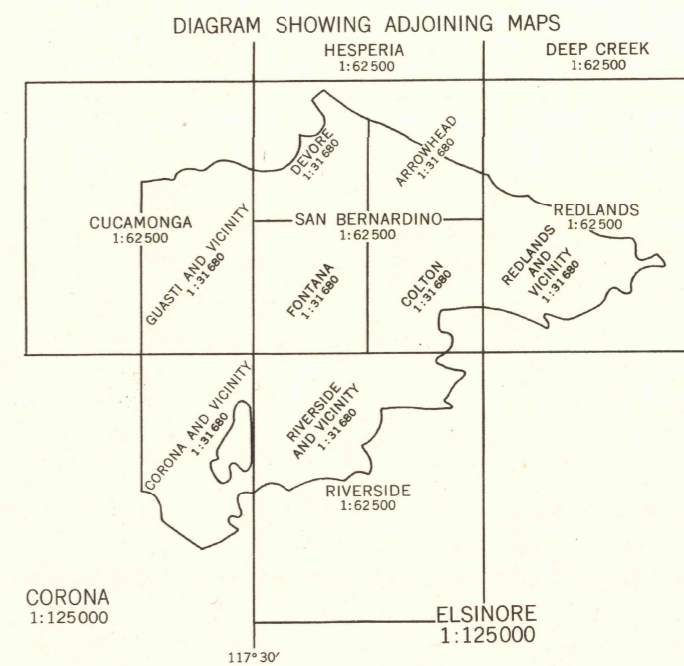 DIAGRAM SHOWING ADJOINING MAPS
HESPERIA
1:62500
DEEP CREEK
1:62500
DEVORE
1:31680
ARROWHEAD
1:31680
CUCAMONGA
1:62500
GUASTI AND VICINITY
1:31680
SAN BERNARDINO
1:62500
REDLANDS
1:62500
FONTANA
1:31680
COLTON
1:31680
REDLANDS
AND
VICINITY
1:31680
CORONA AND VICINITY
1:31680
RIVERSIDE
AND VICINITY
1:31680
RIVERSIDE
1:62500
CORONA
1:125000
ELSINORE
1:125000
117°30′